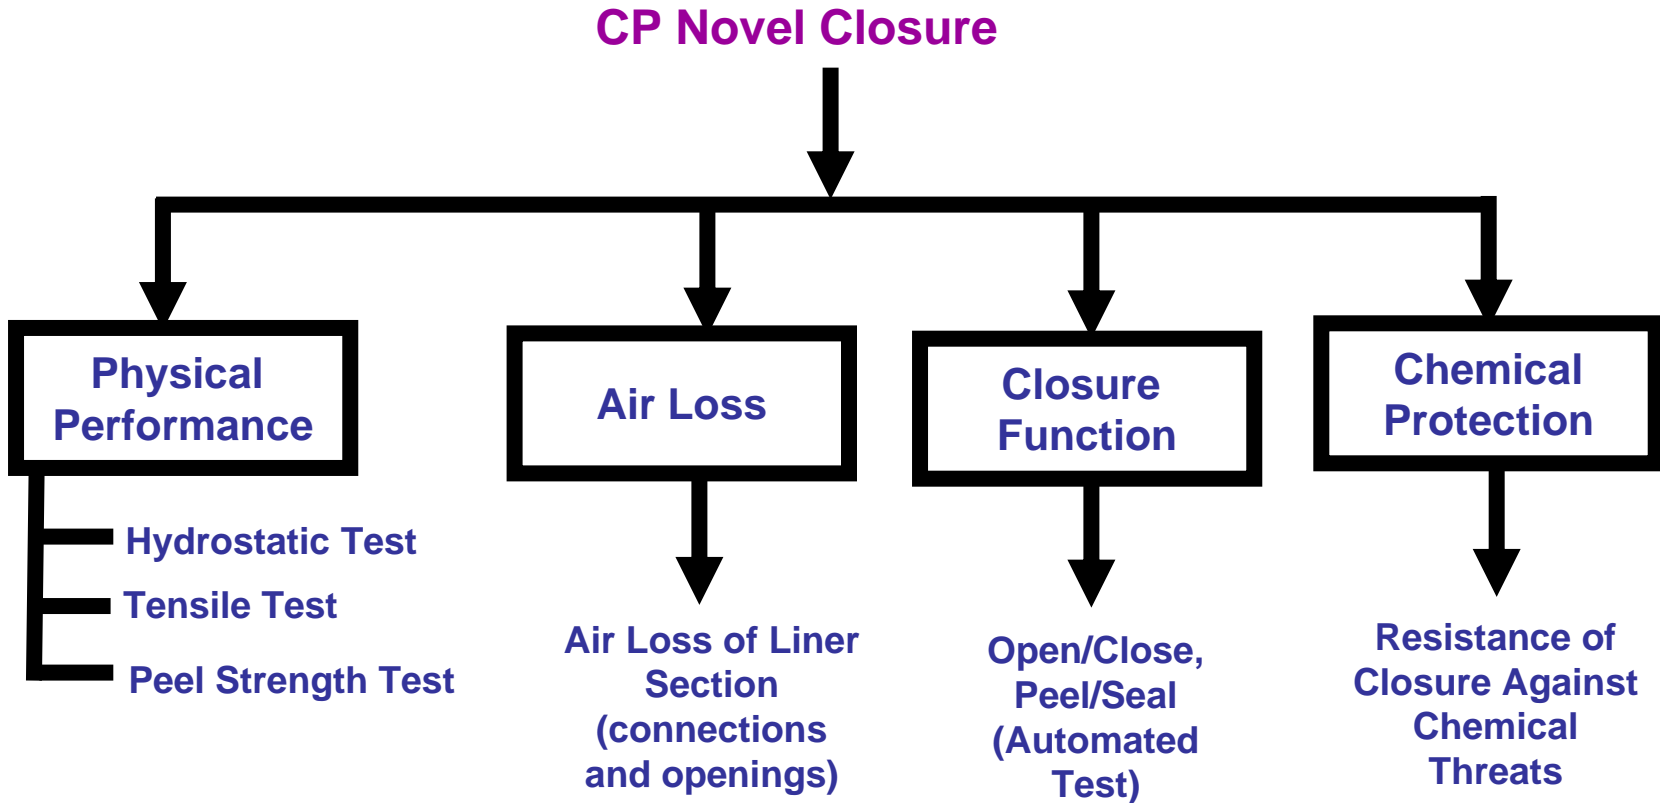 CP Novel Closure
Physical
Performance
Air Loss
Closure
Function
Chemical
Protection
Hydrostatic Test
Tensile Test
Peel Strength Test
Air Loss of Liner
Section
(connections
and openings)
Open/Close,
Peel/Seal
(Automated
Test)
Resistance of
Closure Against
Chemical
Threats